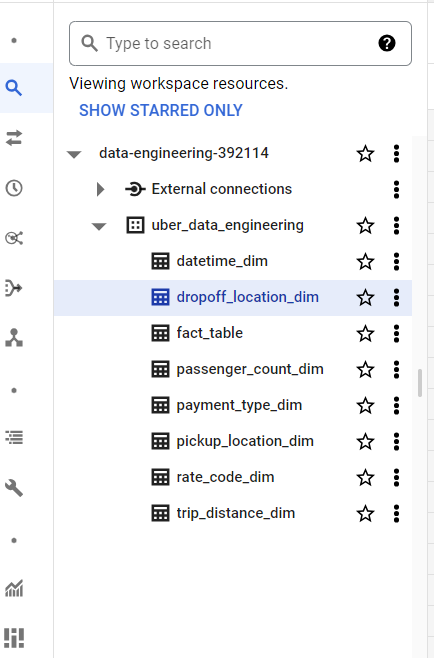 Type to search
Viewing workspace resources.
SHOW STARRED ONLY
data-engineering-392114
External connections
uber_data_engineering
datetime_dim
dropoff_location_dim
fact_table
passenger_count_dim
payment_type_dim
pickup_location_dim
rate_code_dim
trip_distance_dim